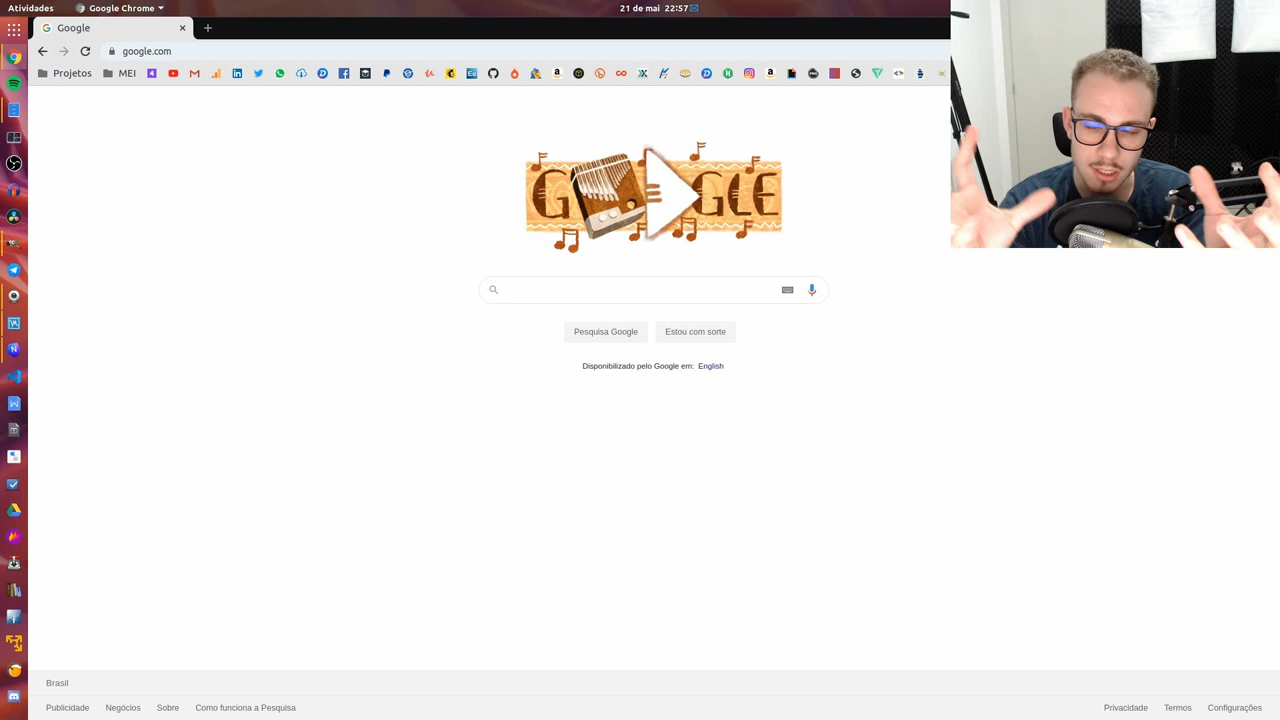 Atividades
Google Chrome
21 de mai 22:57
Google
google.com
Projetos
MEI
GOOGLE
Pesquisa Google
Estou com sorte
Disponibilizado pelo Google em: English
Brasil
Publicidade
Negócios
Sobre
Como funciona a Pesquisa
Privacidade
Termos
Configurações